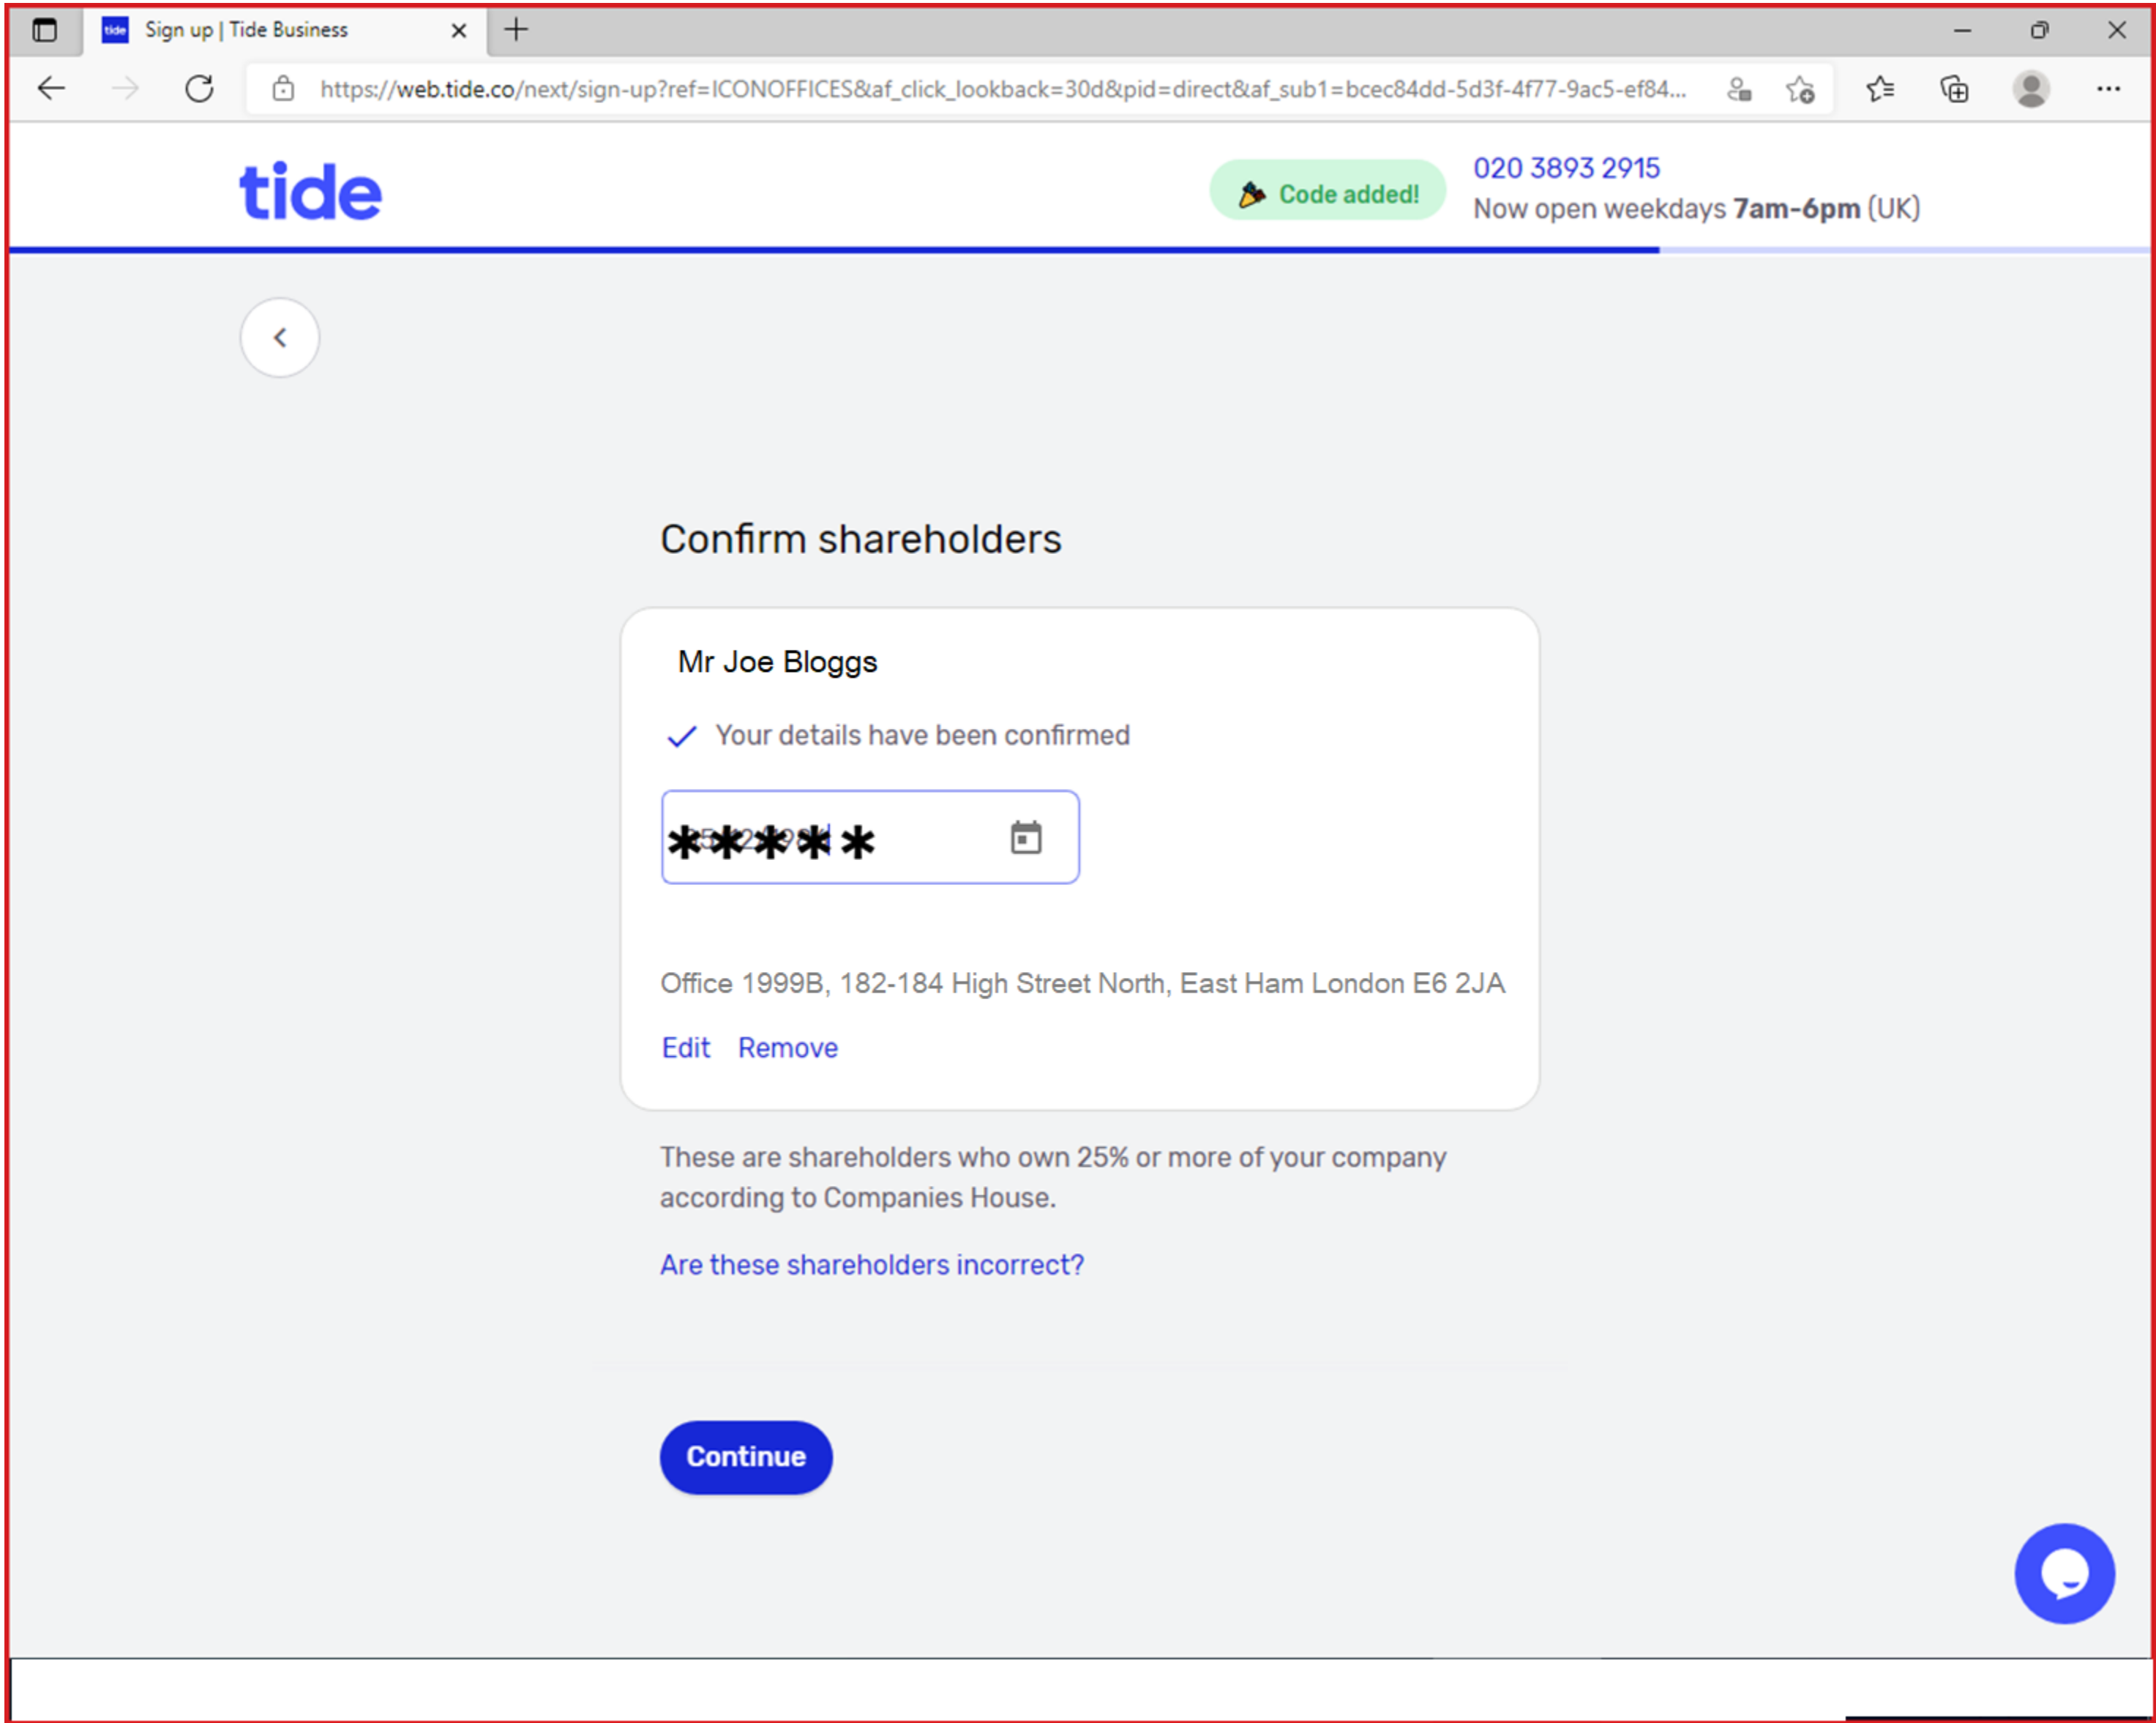 tide
Sign up | Tide Business
https://web.tide.co/next/sign-up?ref=ICONOFFICES&af_click_lookback=30d&pid=direct&af_sub1=bcec84dd-5d3f-4f77-9ac5-ef84...
tide
Code added!
020 3893 2915
Now open weekdays 7am-6pm (UK)
Confirm shareholders
Mr Joe Bloggs
Your details have been confirmed
*****
Office 1999B, 182-184 High Street North, East Ham London E6 2JA
Edit Remove
These are shareholders who own 25% or more of your company
according to Companies House.
Are these shareholders incorrect?
Continue